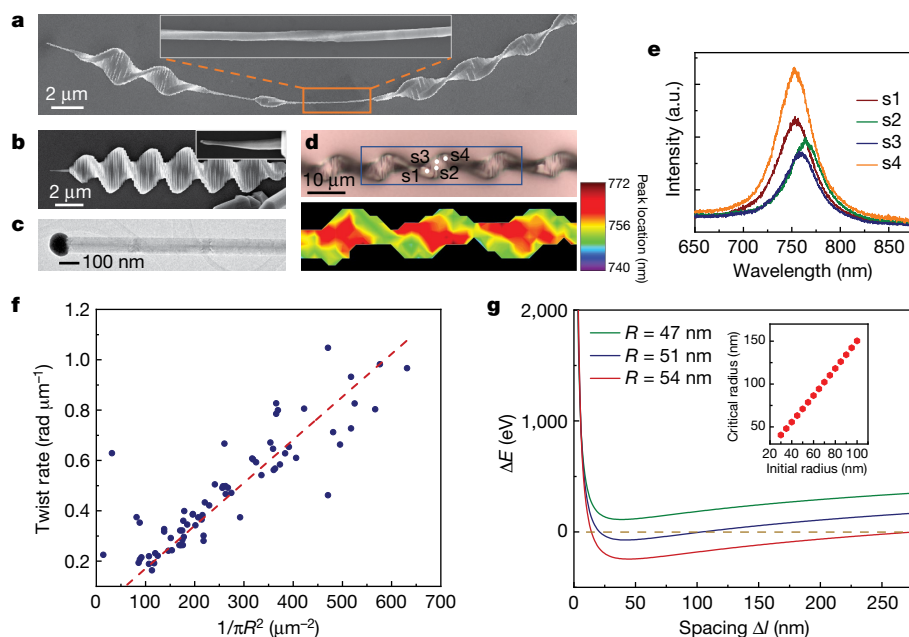 a
2 μm
b
2 μm
c
100 nm
d
s3 s4
s1 s2
10 μm
772
756
740
Peak location (nm)
e
Intensity (a.u.)
s1
s2
s3
s4
650 700 750 800 850
Wavelength (nm)
f
Twist rate (rad μm⁻¹)
1.2
1.0
0.8
0.6
0.4
0.2
0 100 200 300 400 500 600 700
1/πR² (μm⁻²)
g
ΔE (eV)
2,000
1,000
0
R = 47 nm
R = 51 nm
R = 54 nm
Critical radius (nm)
150
100
50
20 40 60 80 100
Initial radius (nm)
0 50 100 150 200 250
Spacing Δl (nm)